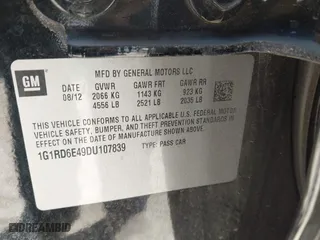 GM
MFD BY GENERAL MOTORS LLC
DATE GVWR GAWR FRT GAWR RR
08/12 2066 KG 1143 KG 923 KG
4556 LB 2521 LB 2035 LB
THIS VEHICLE CONFORMS TO ALL APPLICABLE U.S. FEDERAL MOTOR
VEHICLE SAFETY, BUMPER, AND THEFT PREVENTION STANDARDS
IN EFFECT ON THE DATE OF MANUFACTURE SHOWN ABOVE.
1G1RD6E49DU107839 TYPE: PASS CAR